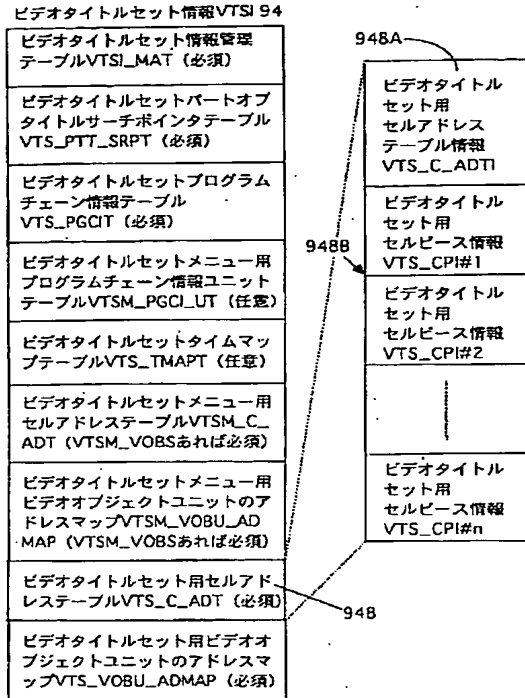 ビデオタイトルセット情報VTSI 94
ビデオタイトルセット情報管理
テーブルVTSI_MAT（必須）
ビデオタイトルセットパートオブ
タイトルサーチポインタテーブル
VTS_PTT_SRPT（必須）
ビデオタイトルセットプログラム
チェーン情報テーブル
VTS_PGCIT（必須）
ビデオタイトルセットメニュー用
プログラムチェーン情報ユニット
テーブルVTSM_PGCI_UT（任意）
ビデオタイトルセットタイムマッ
プテーブルVTS_TMAPT（任意）
ビデオタイトルセットメニュー用
セルアドレステーブルVTSM_C_
ADT（VTSM_VOBSあれば必須）
ビデオタイトルセットメニュー用
ビデオオブジェクトユニットのア
ドレスマップVTSM_VOBU_AD
MAP（VTSM_VOBSあれば必須）
ビデオタイトルセット用セルアド
レステーブルVTS_C_ADT（必須）
ビデオタイトルセット用ビデオオ
ブジェクトユニットのアドレスマ
ップVTS_VOBU_ADMAP（必須）
948A
ビデオタイトル
セット用
セルアドレス
テーブル情報
VTS_C_ADTI
948B
ビデオタイトル
セット用
セルピース情報
VTS_CPI#1
ビデオタイトル
セット用
セルピース情報
VTS_CPI#2
ビデオタイトル
セット用
セルピース情報
VTS_CPI#n
948